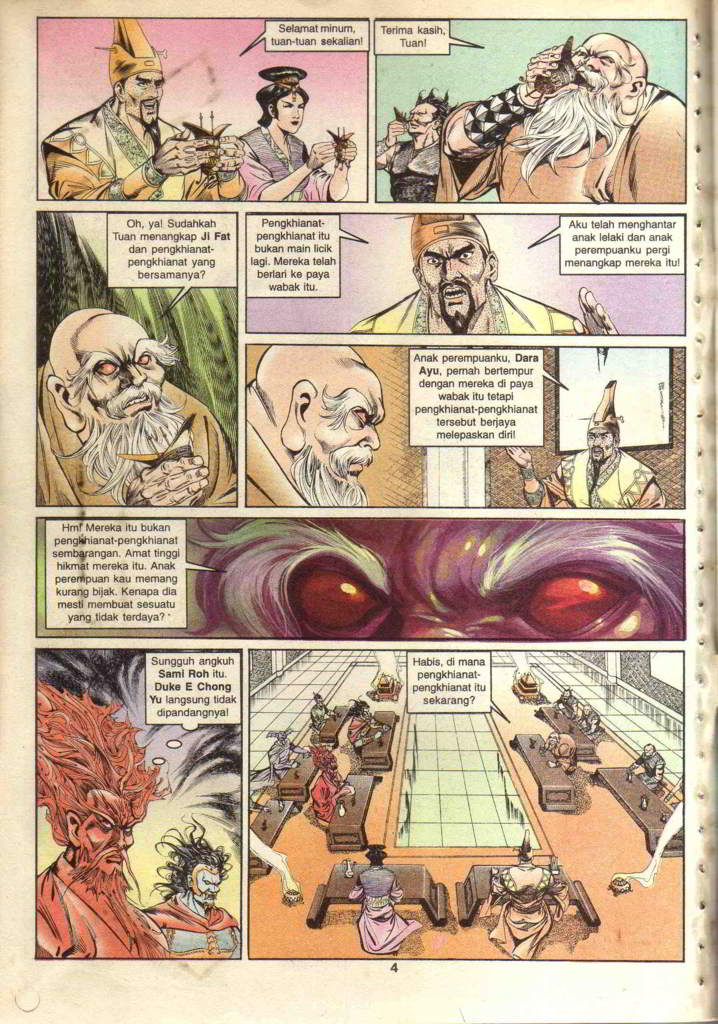 Selamat minum,
tuan-tuan sekalian!
Terima kasih,
Tuan!
Oh, ya! Sudahkah
Tuan menangkap Ji Fat
dan pengkhianat-
pengkhianat yang
bersamanya?
Pengkhianat-
pengkhianat itu
bukan main licik
lagi. Mereka telah
berlari ke paya
wabak itu.
Aku telah menghantar
anak lelaki dan anak
perempuanku pergi
menangkap mereka itu!
Anak perempuanku, Dara
Ayu, pernah bertempur
dengan mereka di paya
wabak itu tetapi
pengkhianat-pengkhianat
tersebut berjaya
melepaskan diri!
Hm! Mereka itu bukan
pengkhianat-pengkhianat
sembarangan. Amat tinggi
hikmat mereka itu. Anak
perempuan kau memang
kurang bijak. Kenapa dia
mesti membuat sesuatu
yang tidak terdaya?
Sungguh angkuh
Sami Roh itu.
Duke E Chong
Yu langsung tidak
dipandangnya!
Habis, di mana
pengkhianat-
pengkhianat itu
sekarang?
4